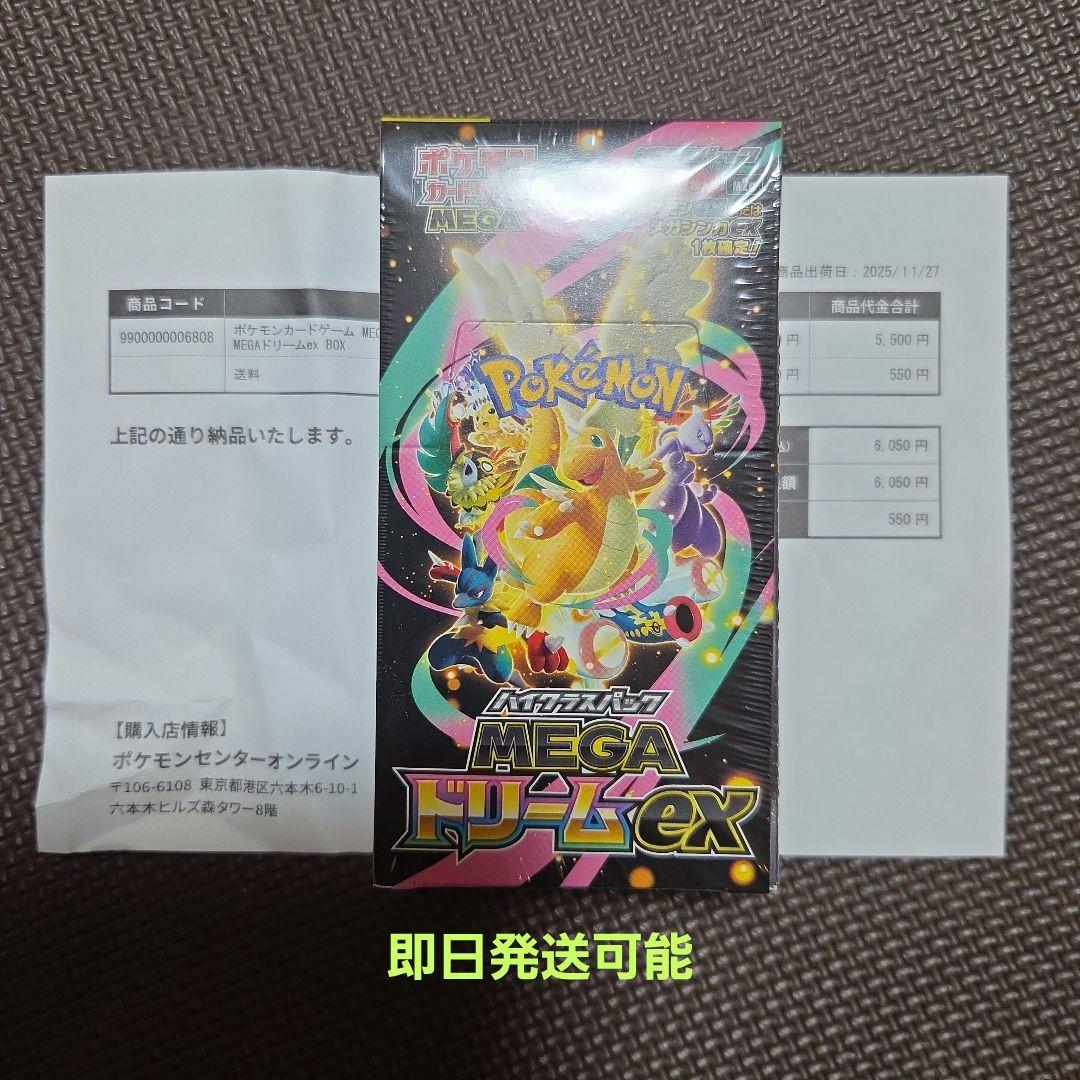 ポケモン
カードゲーム
MEGA
メガシンカex
1枚確定!!
Pokémon
ハイクラスパック
MEGA
ドリームex
商品出荷日:2025/11/27
商品コード
商品代金合計
9900000006808
ポケモンカードゲーム
MEGAドリームex BOX
円
5,500 円
送料
円
550 円
上記の通り納品いたします。
6,050 円
額
6,050 円
550 円
【購入店情報】
ポケモンセンターオンライン
〒106-6108 東京都港区六本木6-10-1
六本木ヒルズ森タワー8階
即日発送可能